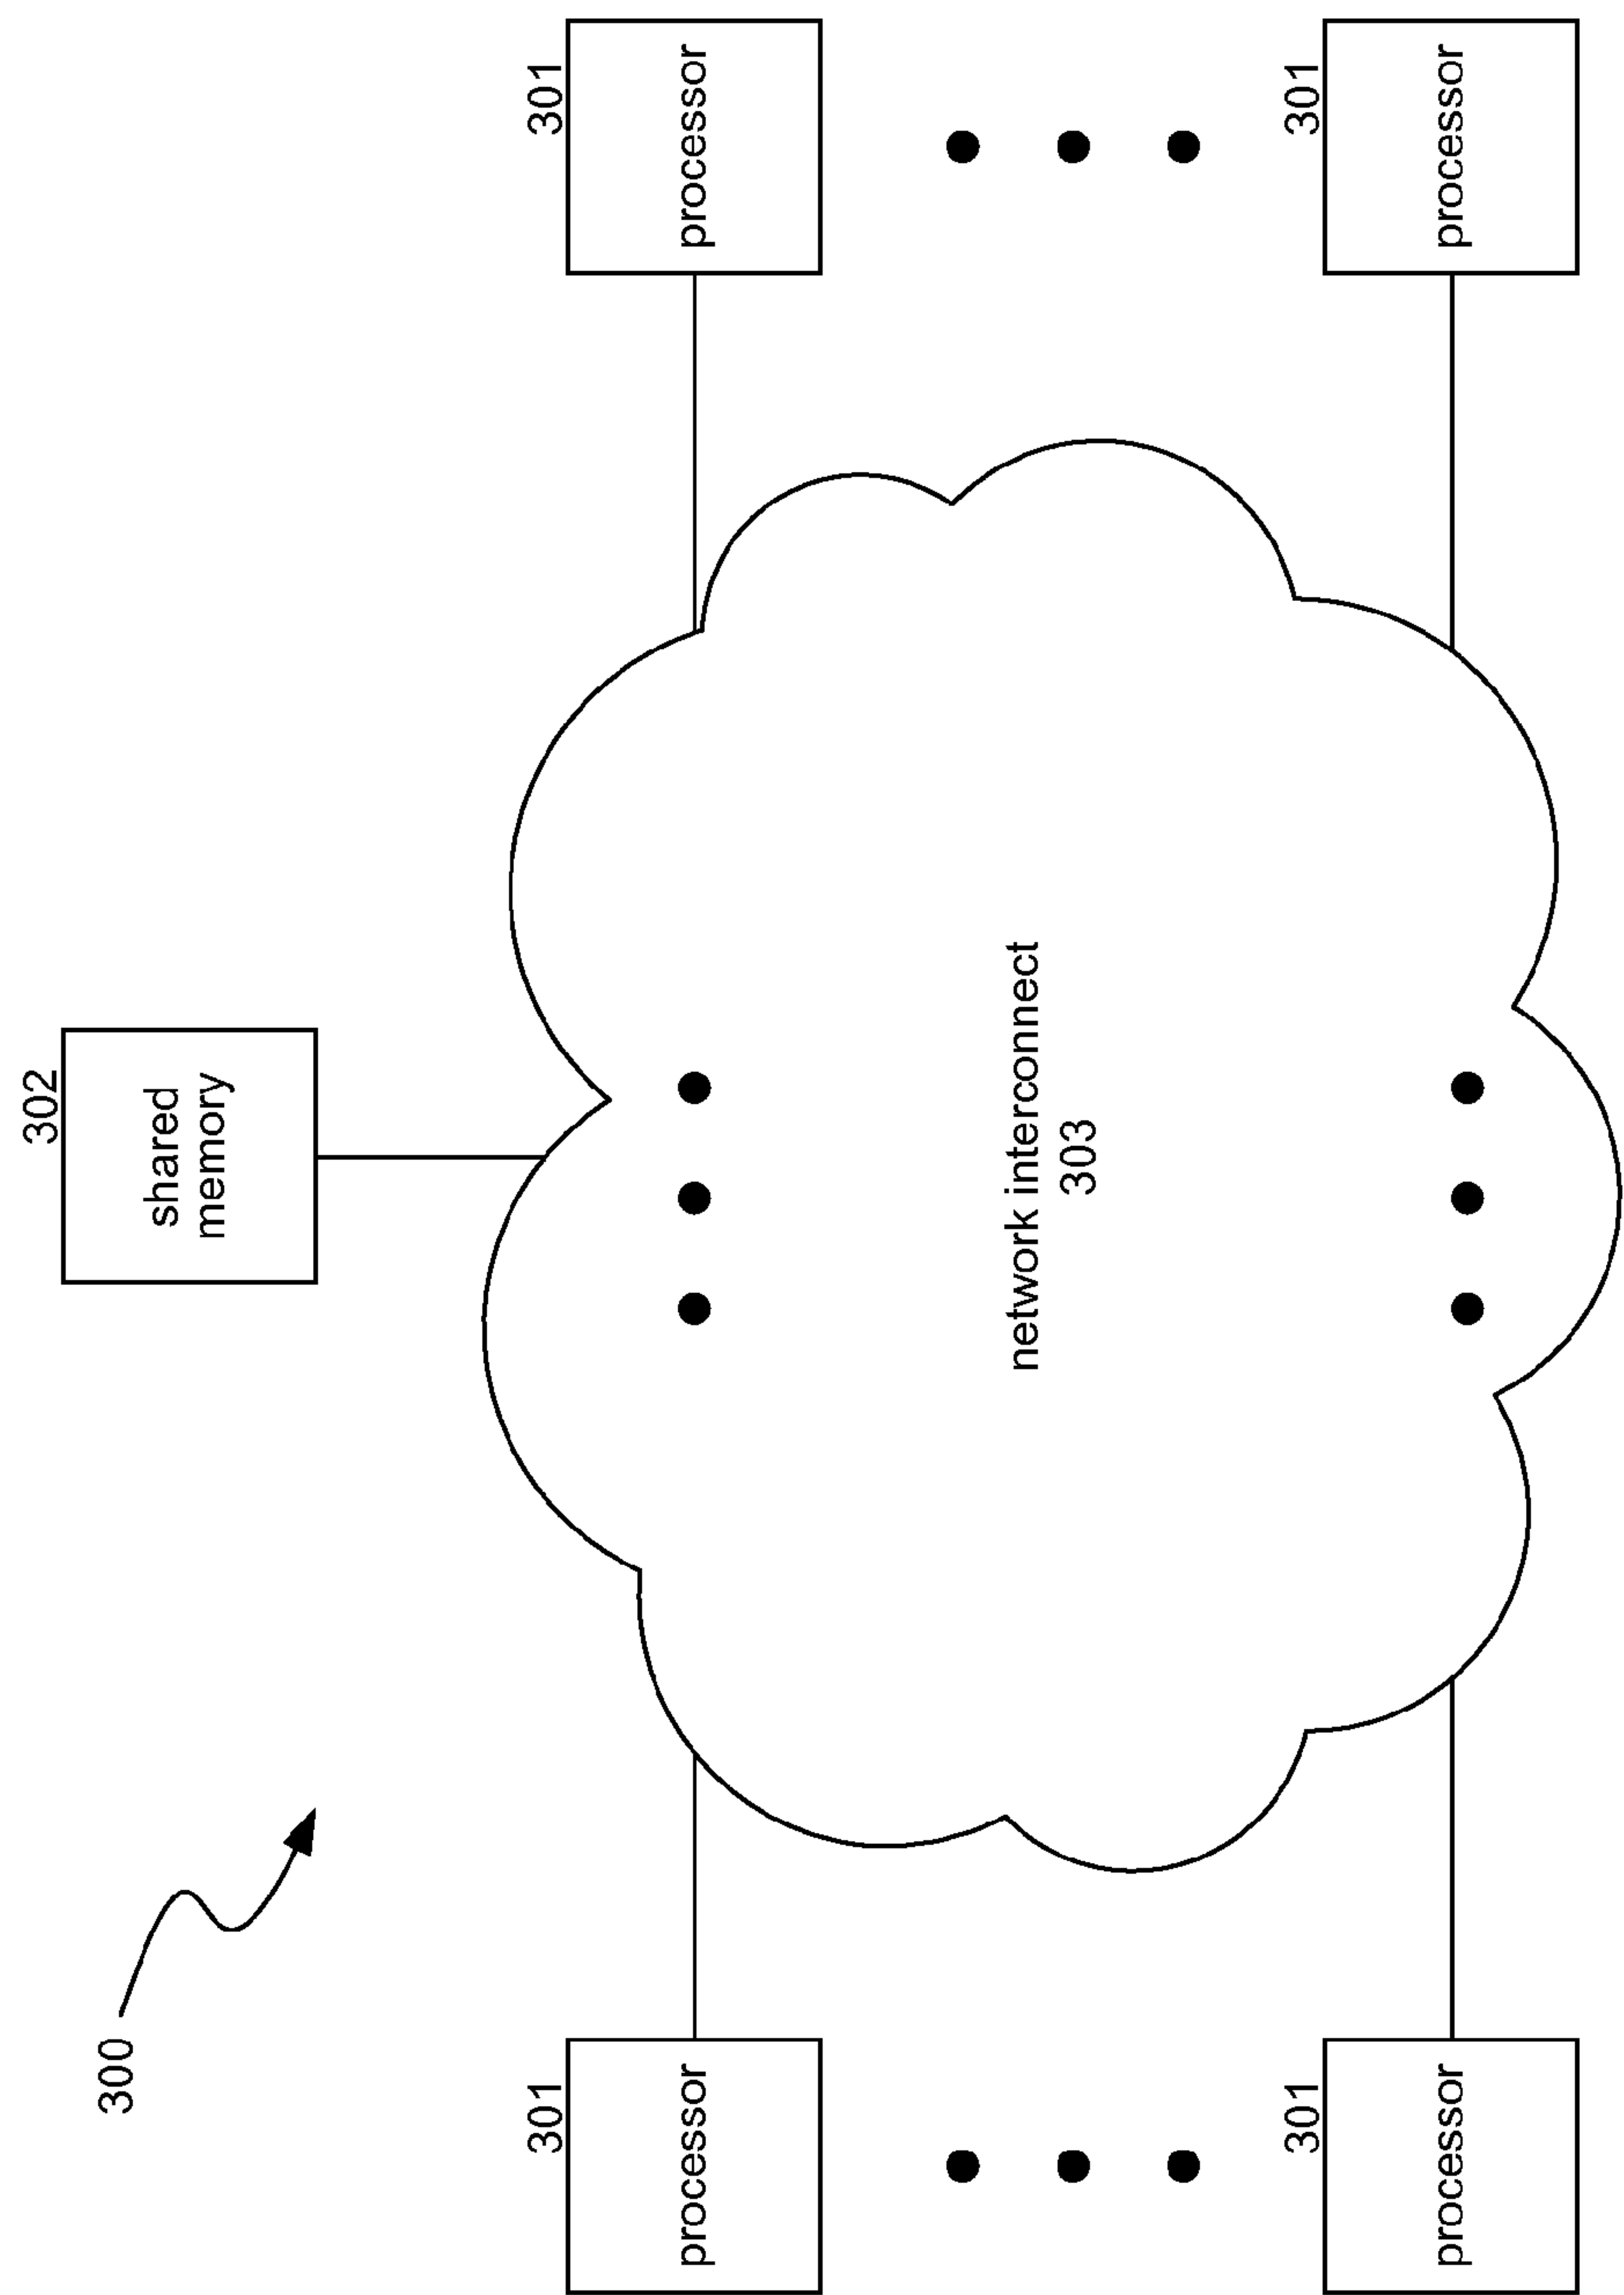 300
302
shared
memory
301
processor
301
processor
network interconnect
303
301
processor
301
processor